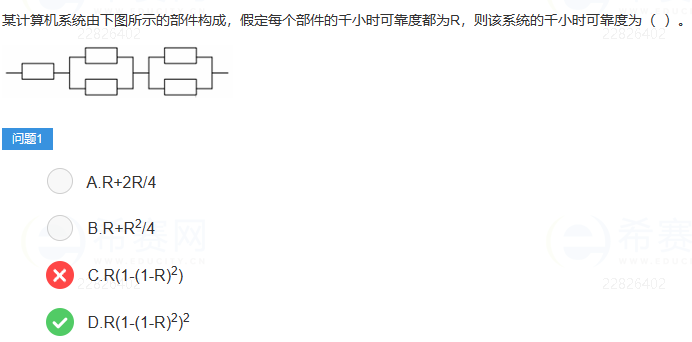 某计算机系统由下图所示的部件构成，假定每个部件的千小时可靠度都为R，则该系统的千小时可靠度为（ ）。
22826402
22826402
问题1
A.R+2R/4
B.R+R²/4
希赛网
希赛
C.R(1-(1-R)²)
22826402
22826402
D.R(1-(1-R)²)²